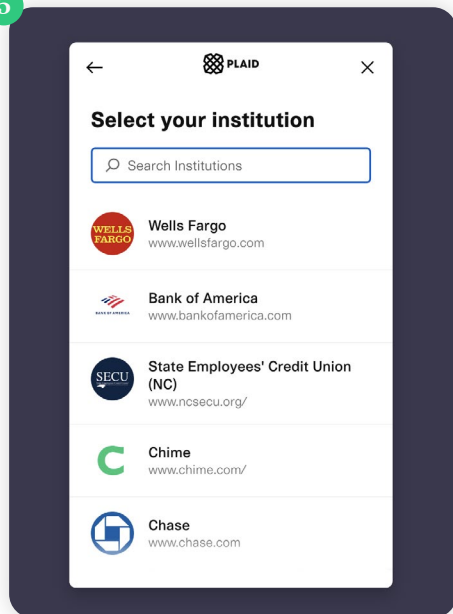 PLAID
Select your institution
Search Institutions
WELLS
FARGO
Wells Fargo
www.wellsfargo.com
BANK OF AMERICA
Bank of America
www.bankofamerica.com
SECU
State Employees' Credit Union
(NC)
www.ncsecu.org/
Chime
www.chime.com/
Chase
www.chase.com